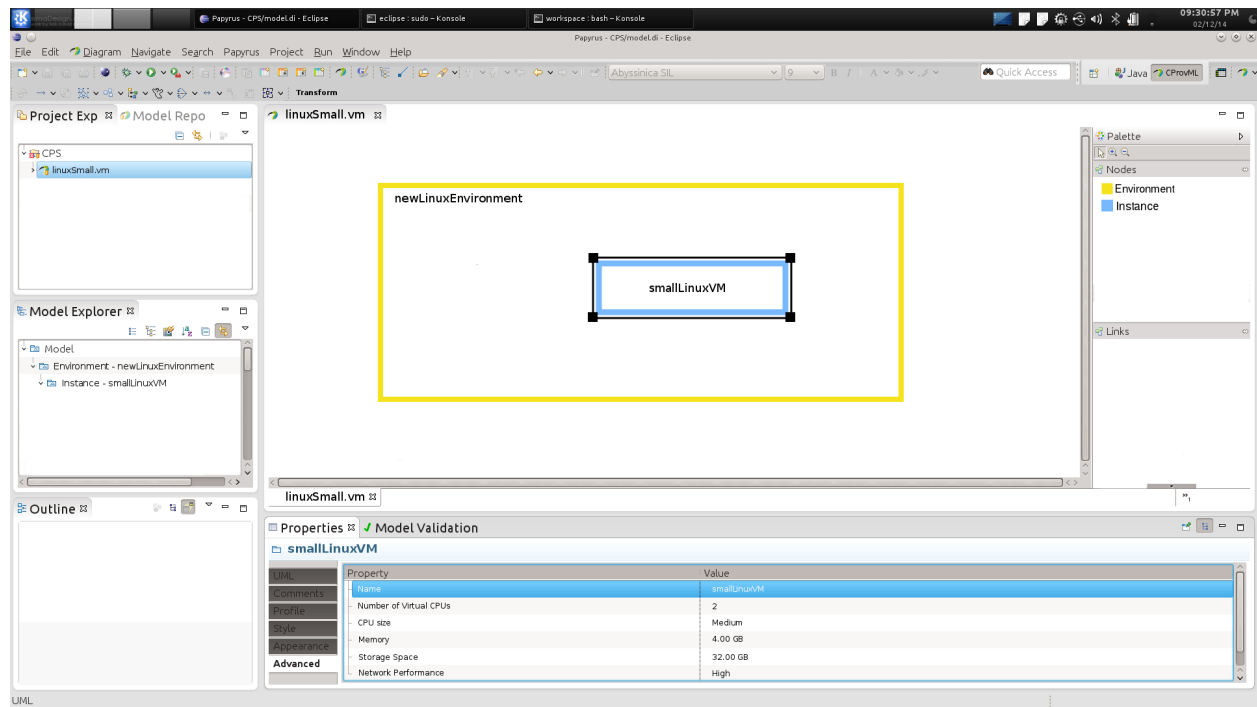 Papyrus - CPS/model.di - Eclipse
eclipse : sudo – Konsole
workspace : bash – Konsole
09:30:57 PM
02/12/14
Papyrus - CPS/model.di - Eclipse
File Edit Diagram Navigate Search Papyrus Project Run Window Help
Abyssinica SIL 9 B I A
Quick Access Java CProvML
Transform
Project Exp Model Repo
linuxSmall.vm
CPS
linuxSmall.vm
newLinuxEnvironment
smallLinuxVM
Palette
Nodes
Environment
Instance
Links
Model Explorer
Model
Environment - newLinuxEnvironment
Instance - smallLinuxVM
linuxSmall.vm
Outline
Properties Model Validation
smallLinuxVM
UML
Comments
Profile
Style
Appearance
Advanced
Property Value
Name smallLinuxVM
Number of Virtual CPUs 2
CPU size Medium
Memory 4.00 GB
Storage Space 32.00 GB
Network Performance High
UML